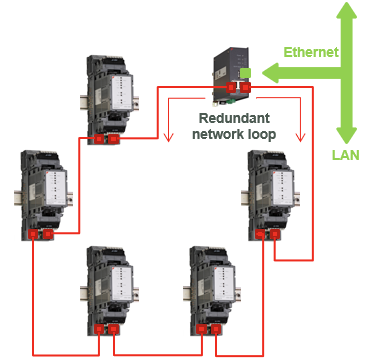 Ethernet
Redundant
network loop
LAN